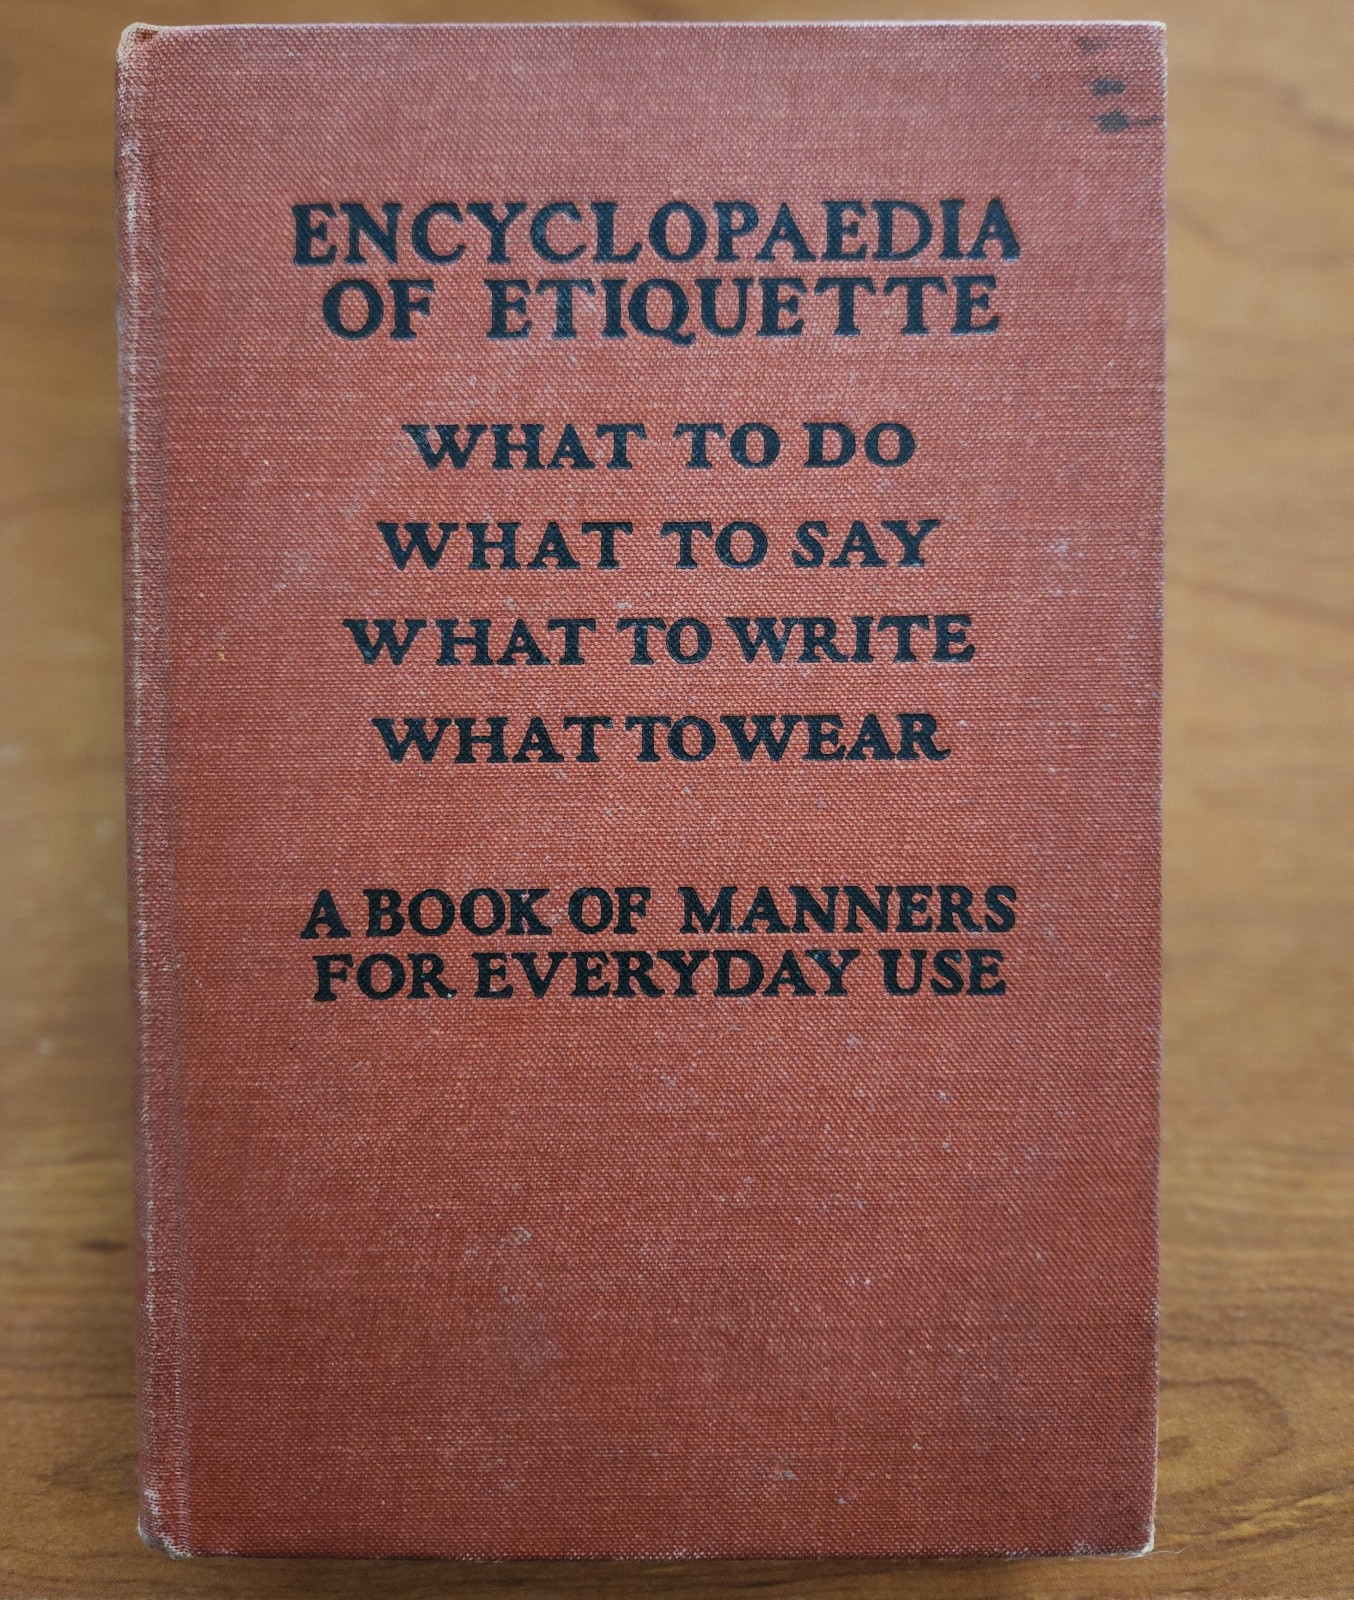 ENCYCLOPAEDIA
OF ETIQUETTE
WHAT TO DO
WHAT TO SAY
WHAT TO WRITE
WHAT TO WEAR
A BOOK OF MANNERS
FOR EVERYDAY USE